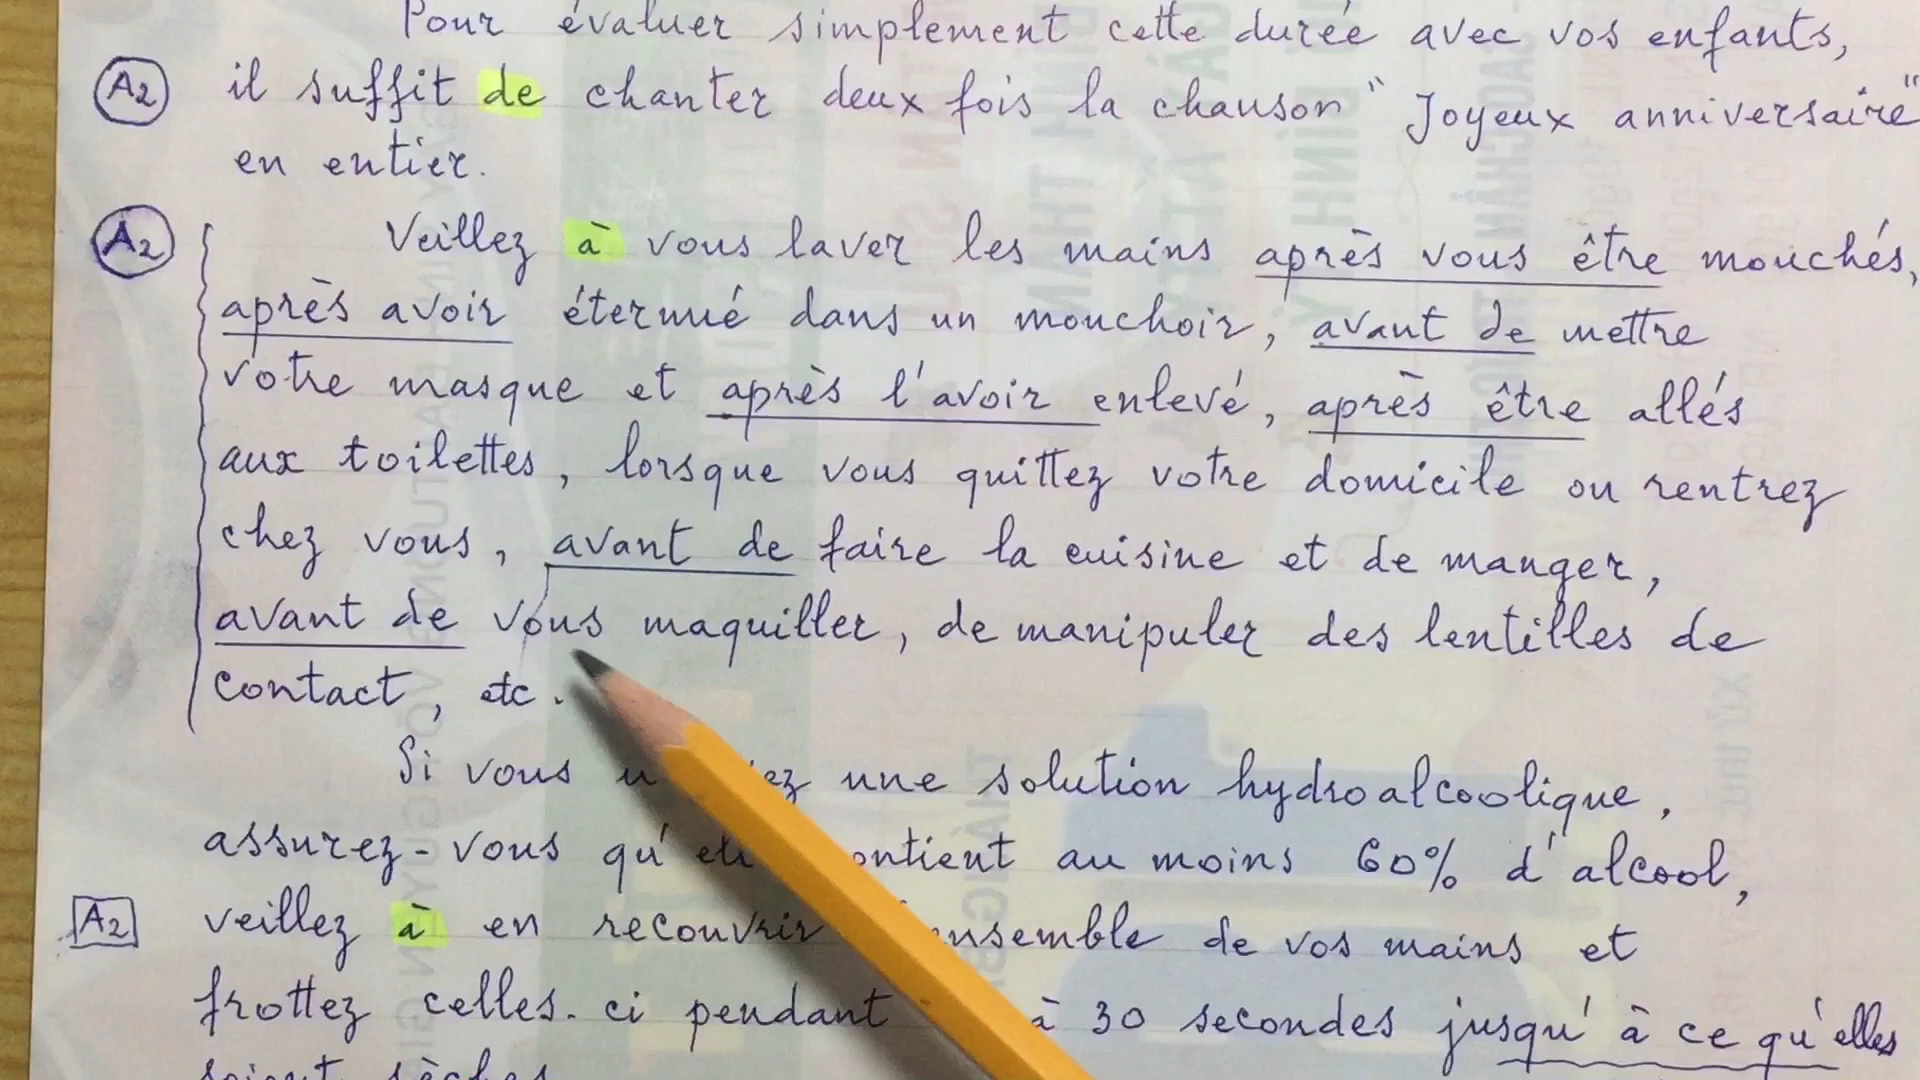 Pour évaluer simplement cette durée avec vos enfants,
A2 il suffit de chanter deux fois la chanson "Joyeux anniversaire"
en entier.
A2 Veillez à vous laver les mains après vous être mouchés,
après avoir éternué dans un mouchoir, avant de mettre
votre masque et après l'avoir enlevé, après être allés
aux toilettes, lorsque vous quittez votre domicile ou rentrez
chez vous, avant de faire la cuisine et de manger,
avant de vous maquiller, de manipuler des lentilles de
contact, etc.
Si vous une solution hydroalcoolique,
assurez-vous qu' au moins 60% d'alcool,
A2 veillez à en recouvrir de vos mains et
frottez celles-ci pendant à 30 secondes jusqu'à ce qu'elles
soient sèches